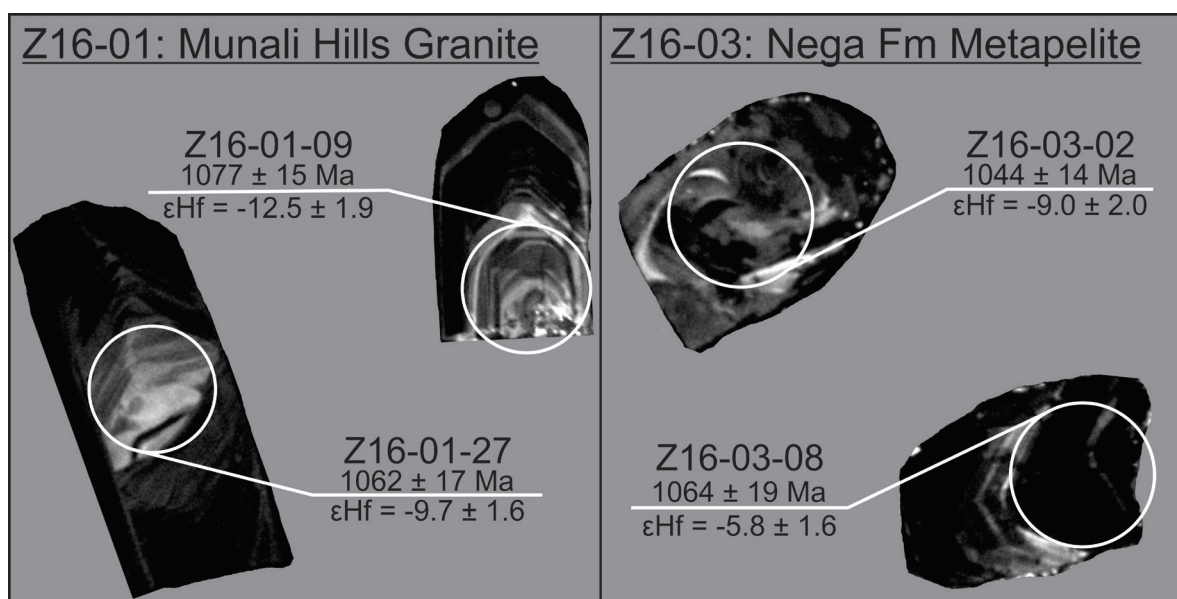 Z16-01: Munali Hills Granite
Z16-01-09
1077 ± 15 Ma
εHf = -12.5 ± 1.9
Z16-01-27
1062 ± 17 Ma
εHf = -9.7 ± 1.6
Z16-03: Nega Fm Metapelite
Z16-03-02
1044 ± 14 Ma
εHf = -9.0 ± 2.0
Z16-03-08
1064 ± 19 Ma
εHf = -5.8 ± 1.6